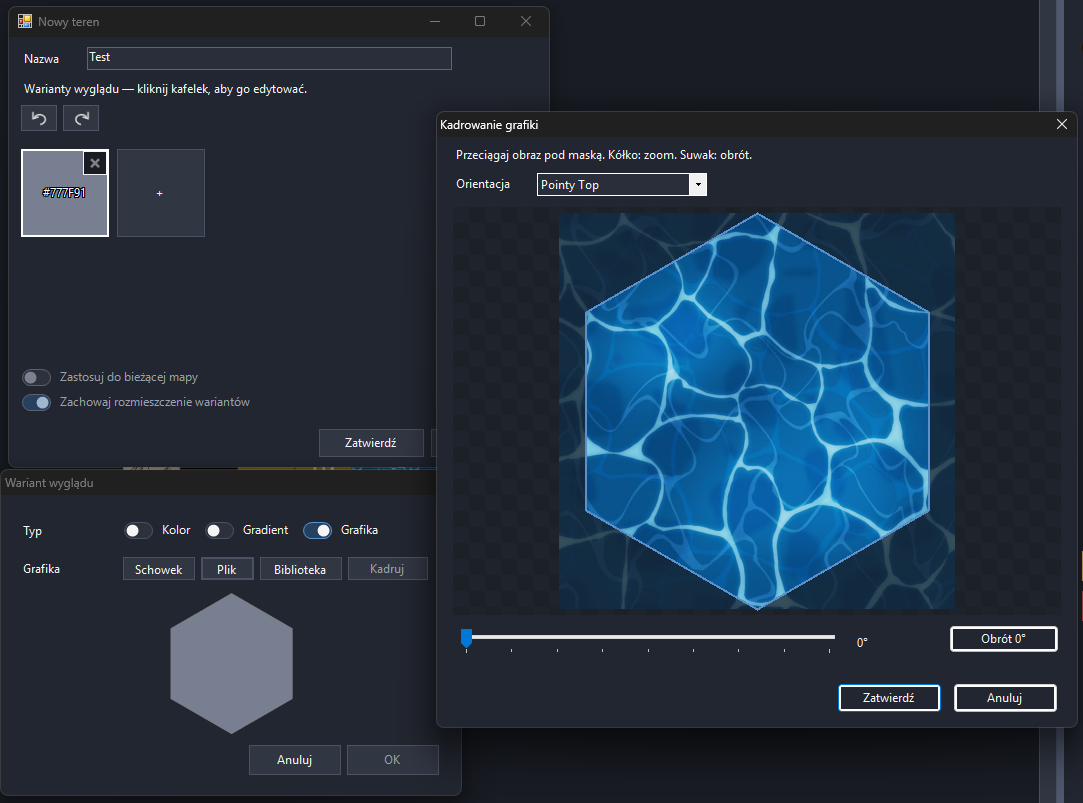 Nowy teren
Nazwa
Test
Warianty wyglądu — kliknij kafelek, aby go edytować.
#777F91
+
Zastosuj do bieżącej mapy
Zachowaj rozmieszczenie wariantów
Zatwierdź
Wariant wyglądu
Typ
Kolor
Gradient
Grafika
Grafika
Schowek
Plik
Biblioteka
Kadruj
Anuluj
OK
Kadrowanie grafiki
Przeciągaj obraz pod maską. Kółko: zoom. Suwak: obrót.
Orientacja
Pointy Top
0°
Obrót 0°
Zatwierdź
Anuluj